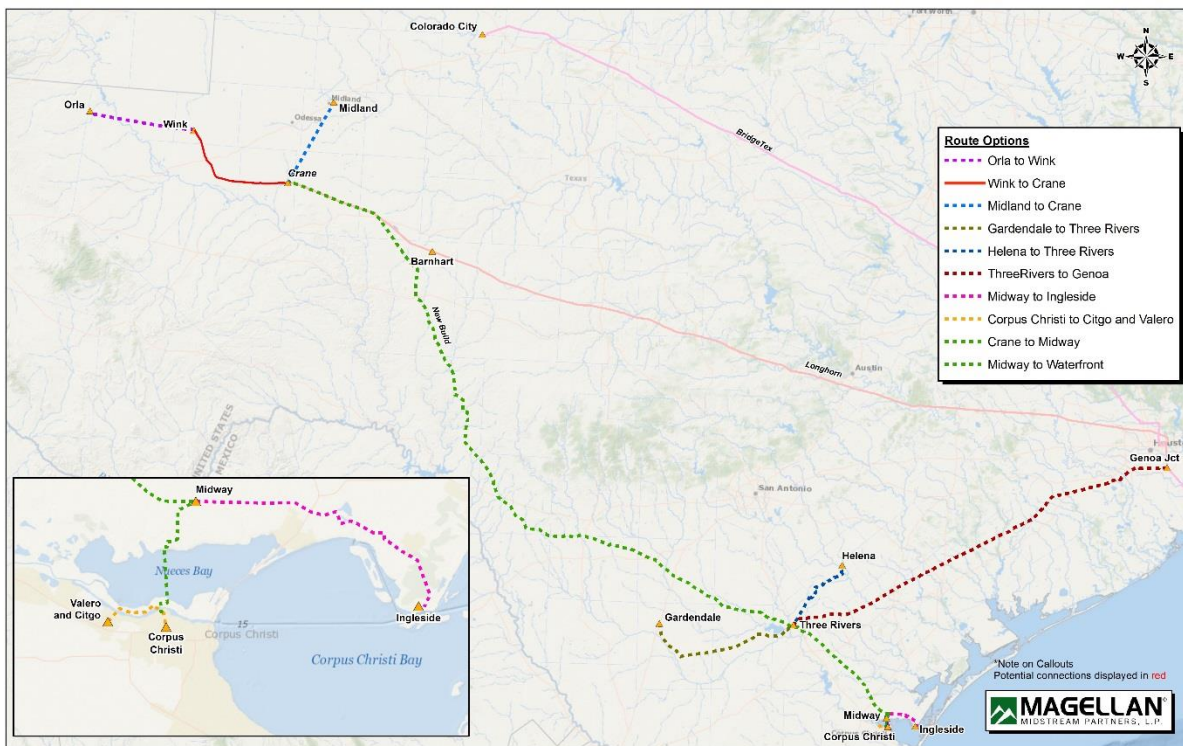 Colorado City
N
W E
S
Orla
Wink
Midland
Midland
Odessa
Crane
BridgeTex
Texas
Barnhart
New Build
Longhorn
Austin
Route Options
Orla to Wink
Wink to Crane
Midland to Crane
Gardendale to Three Rivers
Helena to Three Rivers
ThreeRivers to Genoa
Midway to Ingleside
Corpus Christi to Citgo and Valero
Crane to Midway
Midway to Waterfront
UNITED STATES
MEXICO
San Antonio
Genoa Jct
Helena
Gardendale
Three Rivers
Midway
Corpus Christi
Ingleside
Midway
Nueces Bay
Valero
and Citgo
Corpus
Christi
15
Corpus Christi
Ingleside
Corpus Christi Bay
*Note on Callouts
Potential connections displayed in red
MAGELLAN®
MIDSTREAM PARTNERS, L.P.